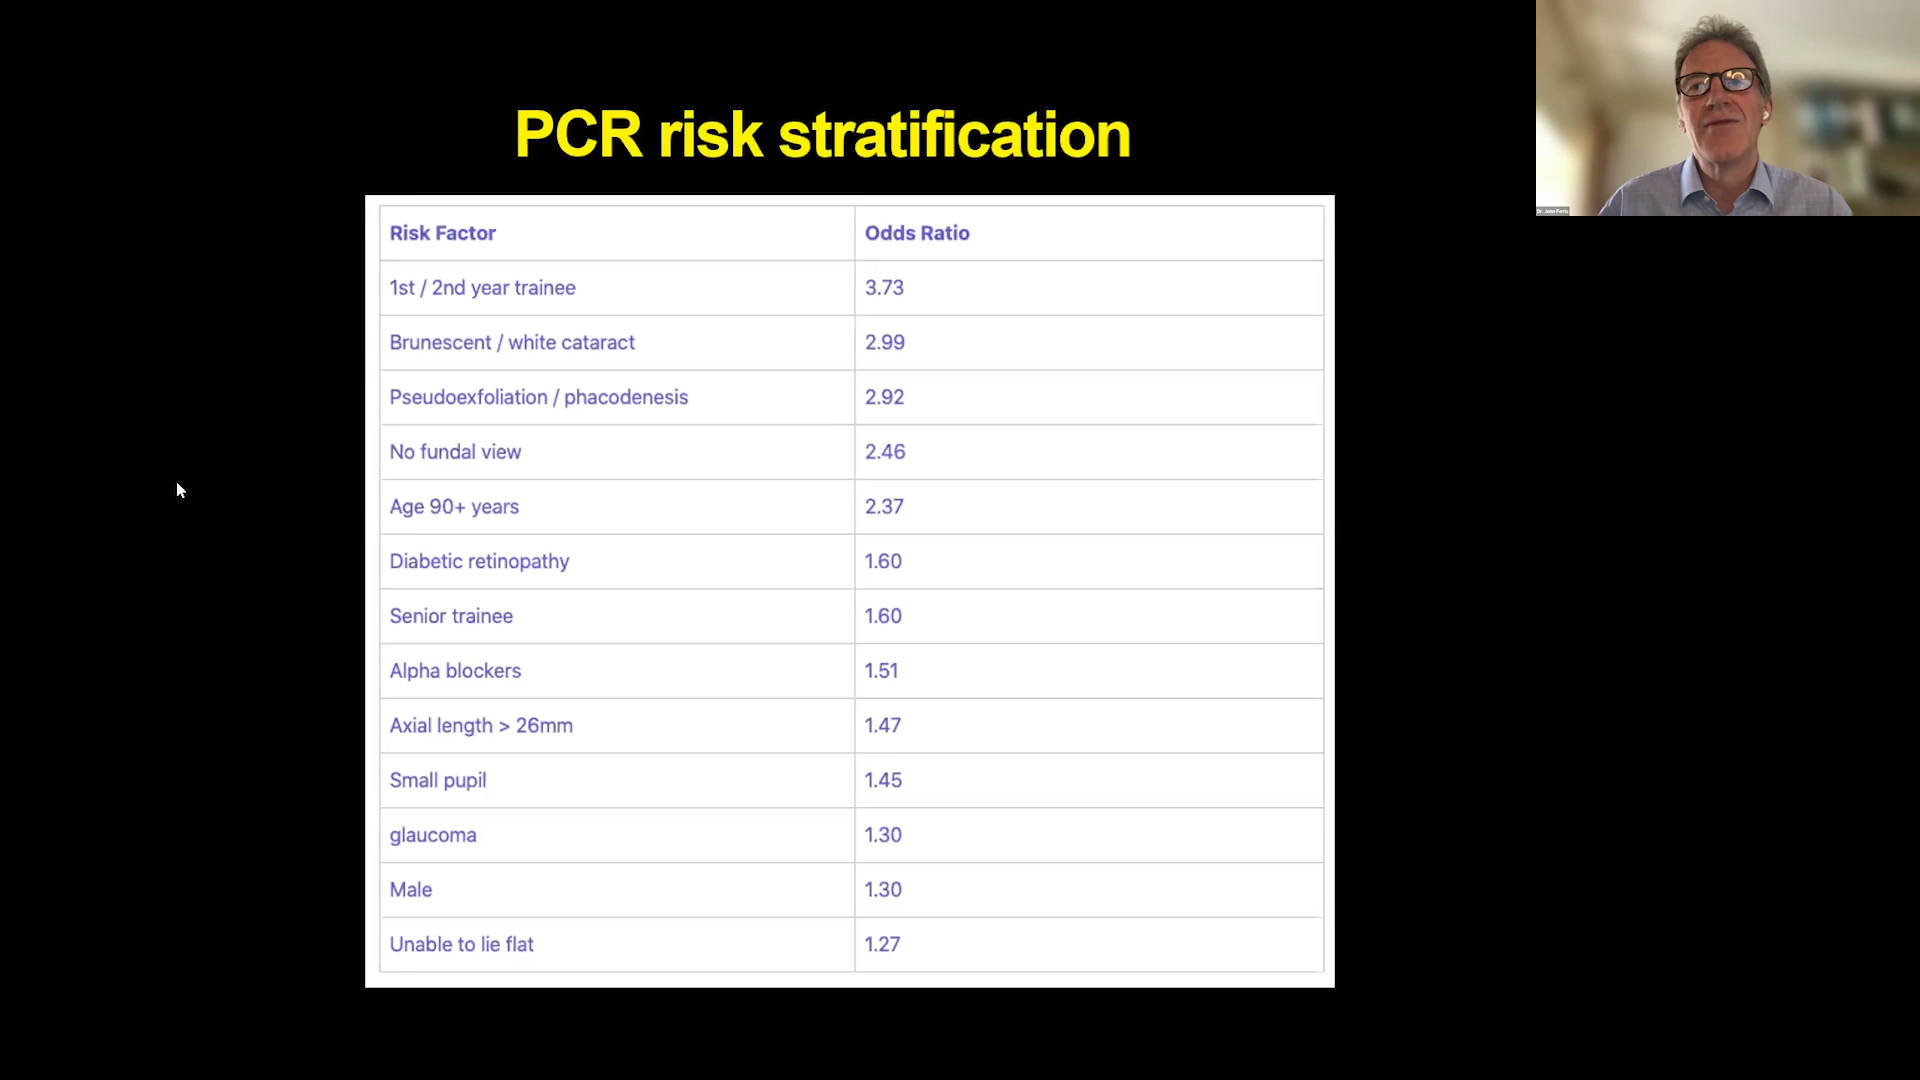 PCR risk stratification
Risk Factor Odds Ratio
1st / 2nd year trainee 3.73
Brunescent / white cataract 2.99
Pseudoexfoliation / phacodenesis 2.92
No fundal view 2.46
Age 90+ years 2.37
Diabetic retinopathy 1.60
Senior trainee 1.60
Alpha blockers 1.51
Axial length > 26mm 1.47
Small pupil 1.45
glaucoma 1.30
Male 1.30
Unable to lie flat 1.27
Dr. John Ferris